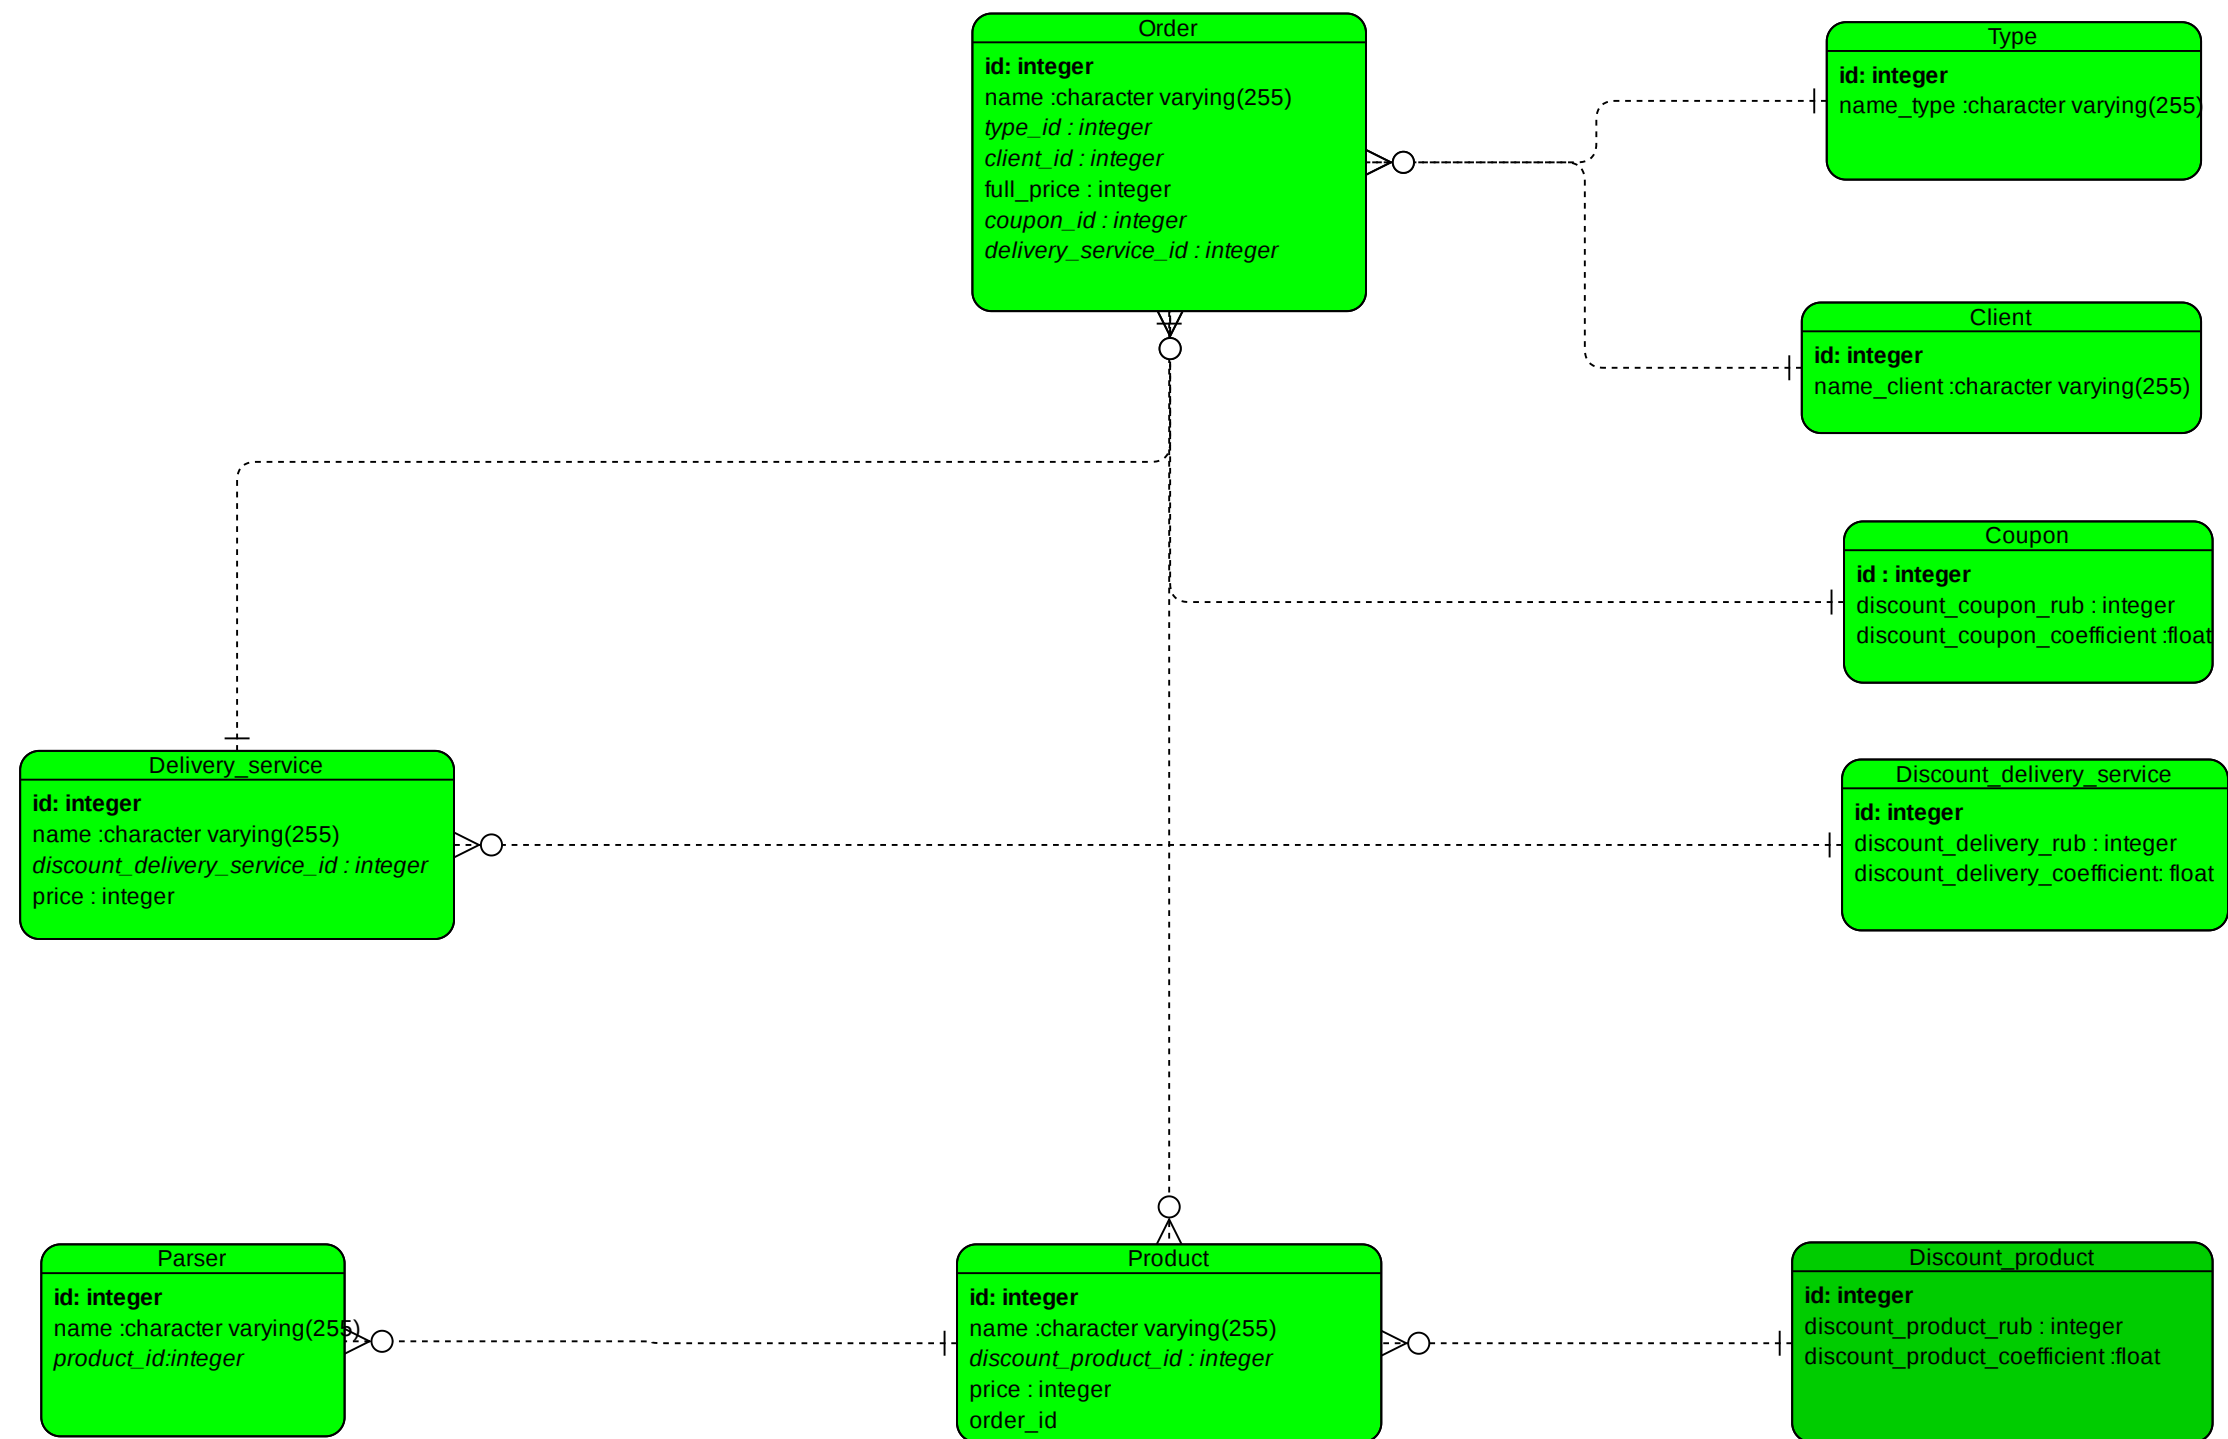 Order
id: integer
name :character varying(255)
type_id : integer
client_id : integer
full_price : integer
coupon_id : integer
delivery_service_id : integer
Type
id: integer
name_type :character varying(255)
Client
id: integer
name_client :character varying(255)
Coupon
id : integer
discount_coupon_rub : integer
discount_coupon_coefficient :float
Delivery_service
id: integer
name :character varying(255)
discount_delivery_service_id : integer
price : integer
Discount_delivery_service
id: integer
discount_delivery_rub : integer
discount_delivery_coefficient: float
Parser
id: integer
name :character varying(255)
product_id:integer
Product
id: integer
name :character varying(255)
discount_product_id : integer
price : integer
order_id
Discount_product
id: integer
discount_product_rub : integer
discount_product_coefficient :float